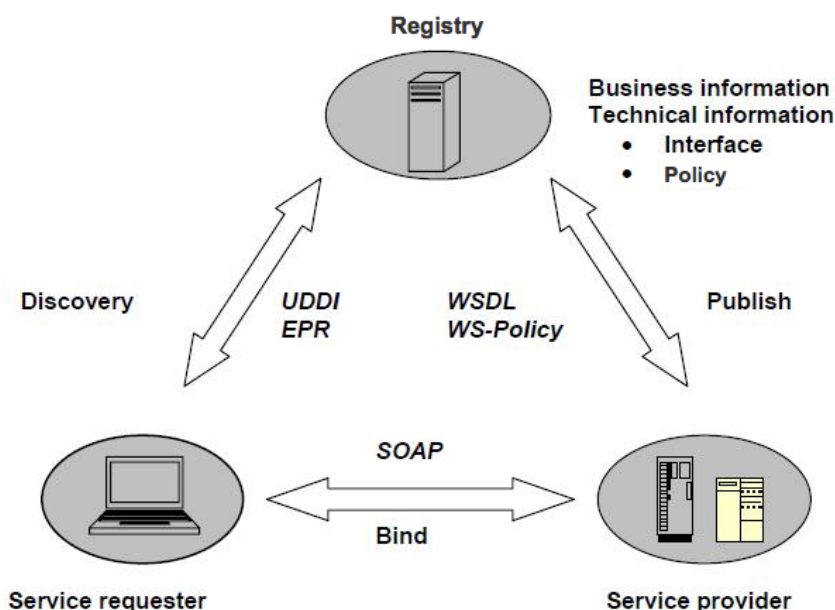 Registry
Business information
Technical information
• Interface
• Policy
Discovery
UDDI
EPR
WSDL
WS-Policy
Publish
SOAP
Bind
Service requester
Service provider